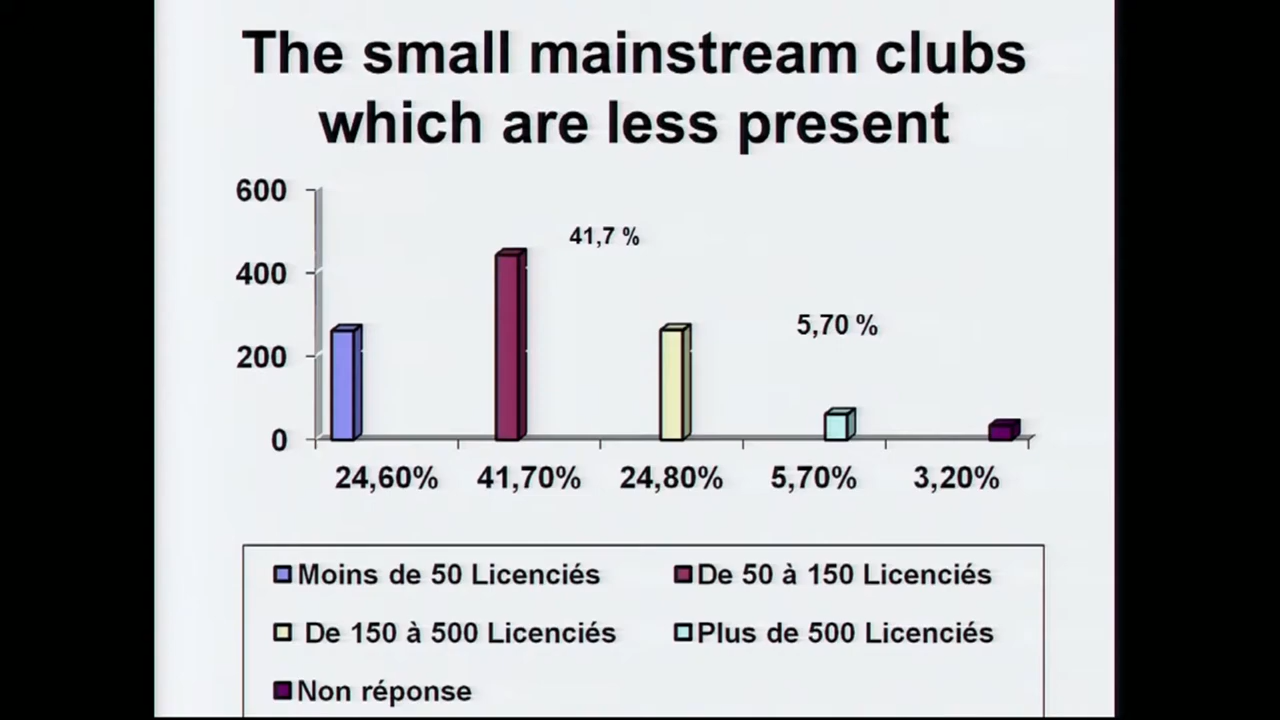 The small mainstream clubs
which are less present
600
41,7 %
400
5,70 %
200
0
24,60% 41,70% 24,80% 5,70% 3,20%
Moins de 50 Licenciés De 50 à 150 Licenciés
De 150 à 500 Licenciés Plus de 500 Licenciés
Non réponse